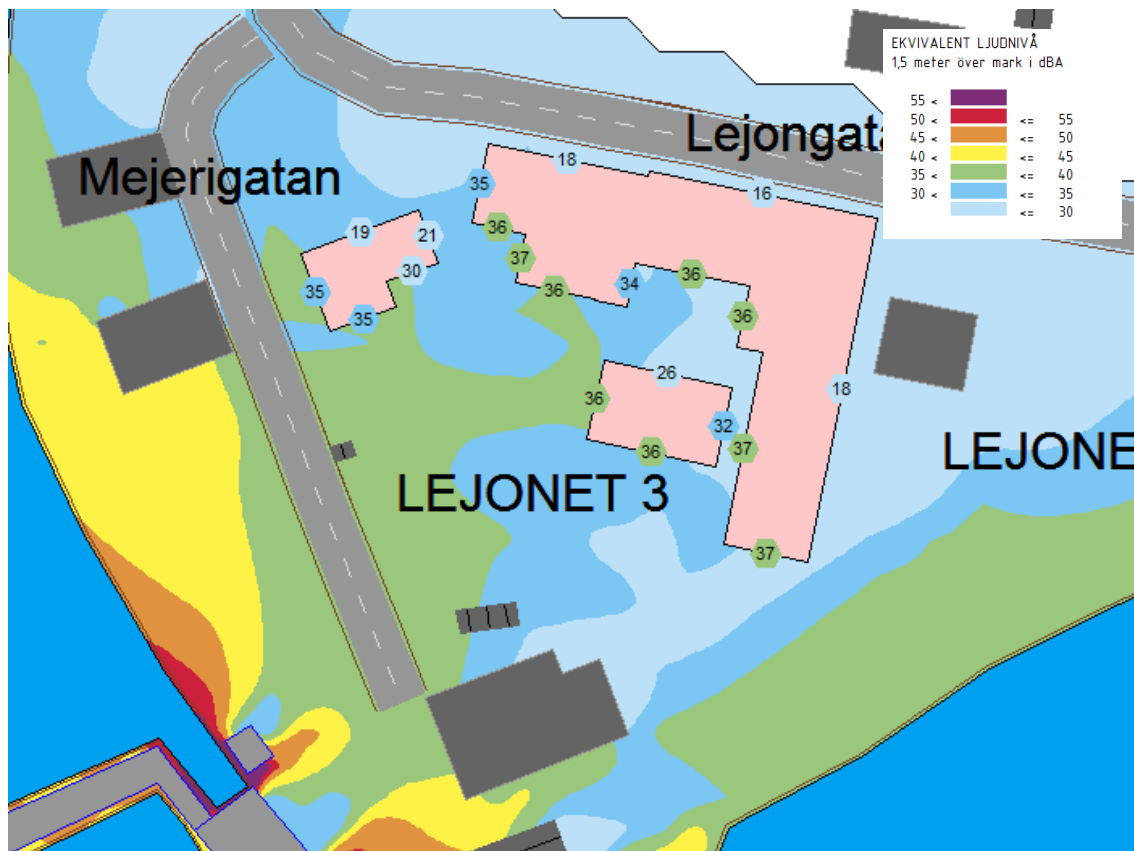 EKVIVALENT LJUDNIVÅ
1,5 meter över mark i dBA
55 <
50 < <= 55
45 < <= 50
40 < <= 45
35 < <= 40
30 < <= 35
<= 30
Lejongata
Mejerigatan
18
35
16
36
19
21
37
30
34
36
35
36
36
35
26
18
36
32
37
36
LEJONE
LEJONET 3
37